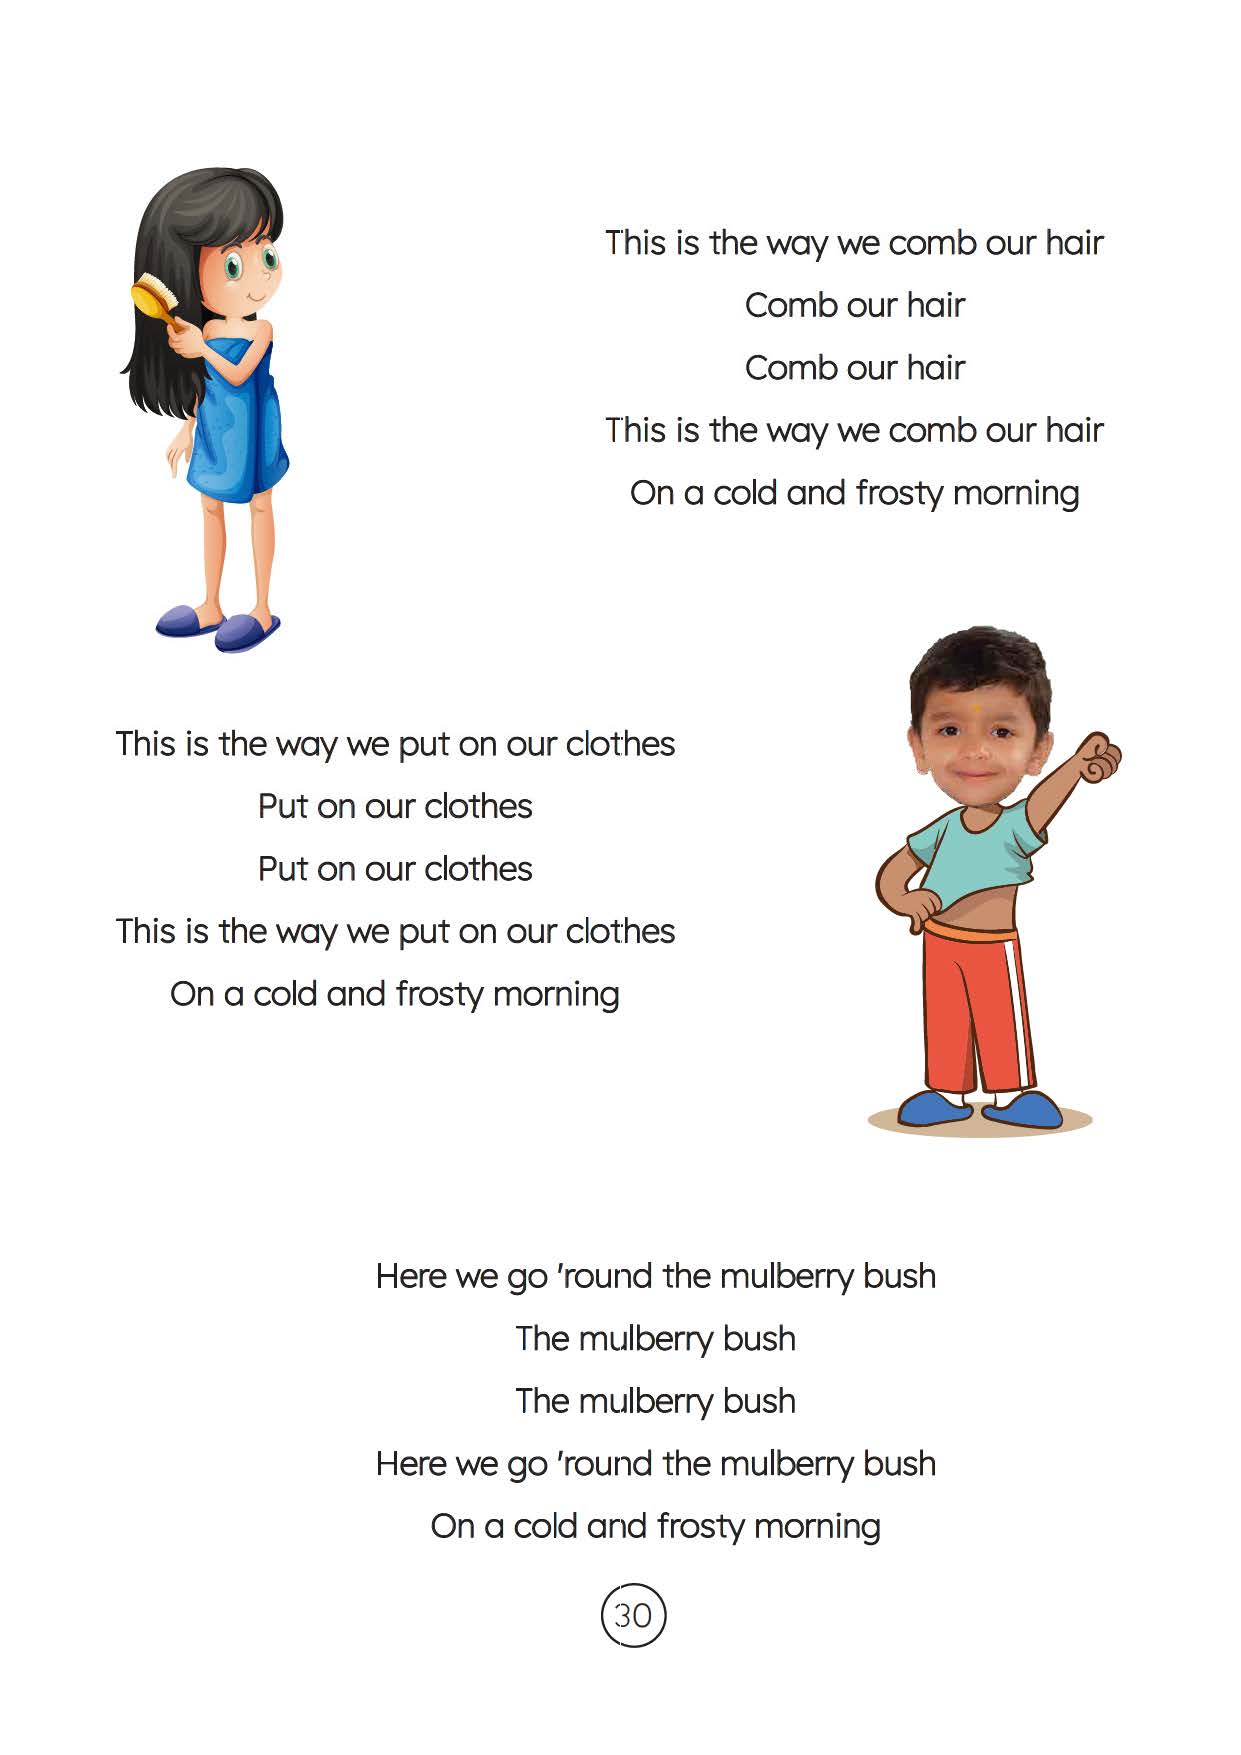 This is the way we comb our hair
Comb our hair
Comb our hair
This is the way we comb our hair
On a cold and frosty morning
This is the way we put on our clothes
Put on our clothes
Put on our clothes
This is the way we put on our clothes
On a cold and frosty morning
Here we go 'round the mulberry bush
The mulberry bush
The mulberry bush
Here we go 'round the mulberry bush
On a cold and frosty morning
30